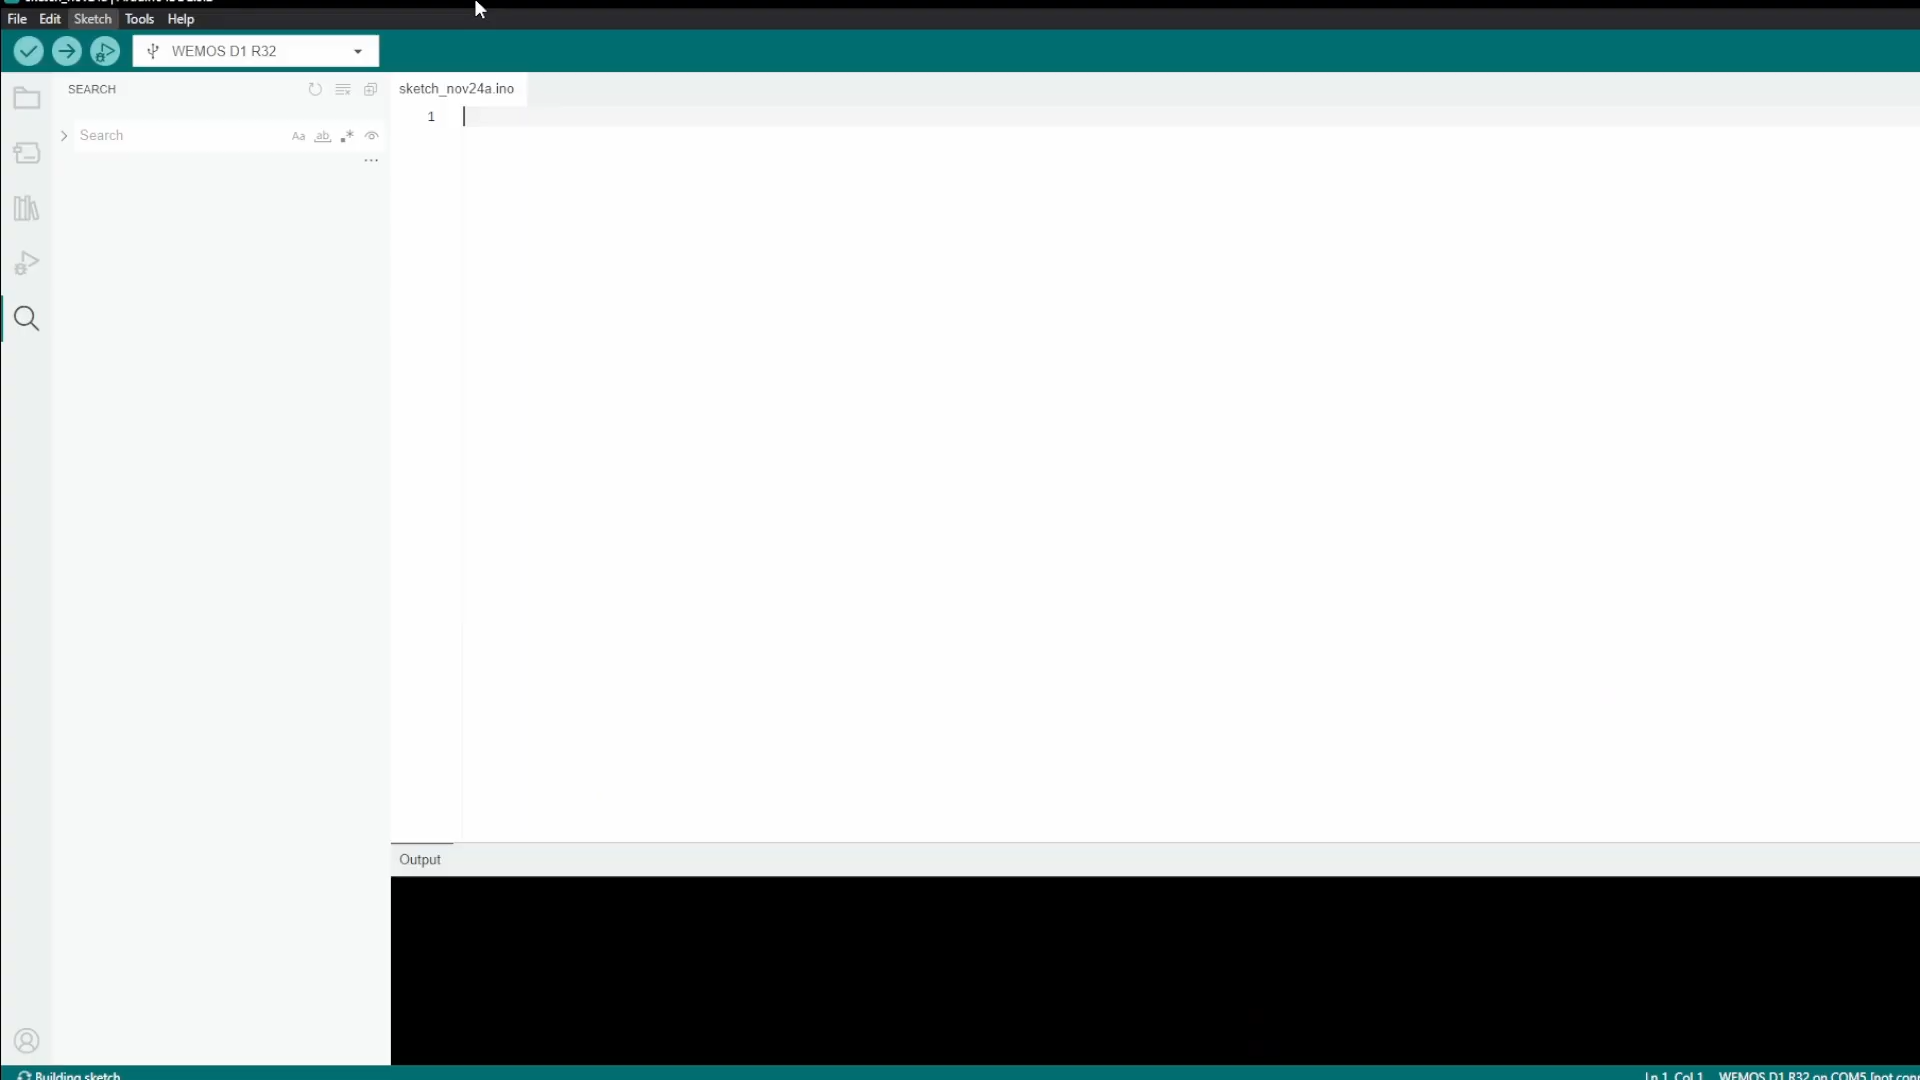 File Edit Sketch Tools Help
WEMOS D1 R32
SEARCH
sketch_nov24a.ino
1
Search
Aa ab
...
Output
Building sketch
Ln 1, Col 1 WEMOS D1 R32 on COM5 [not